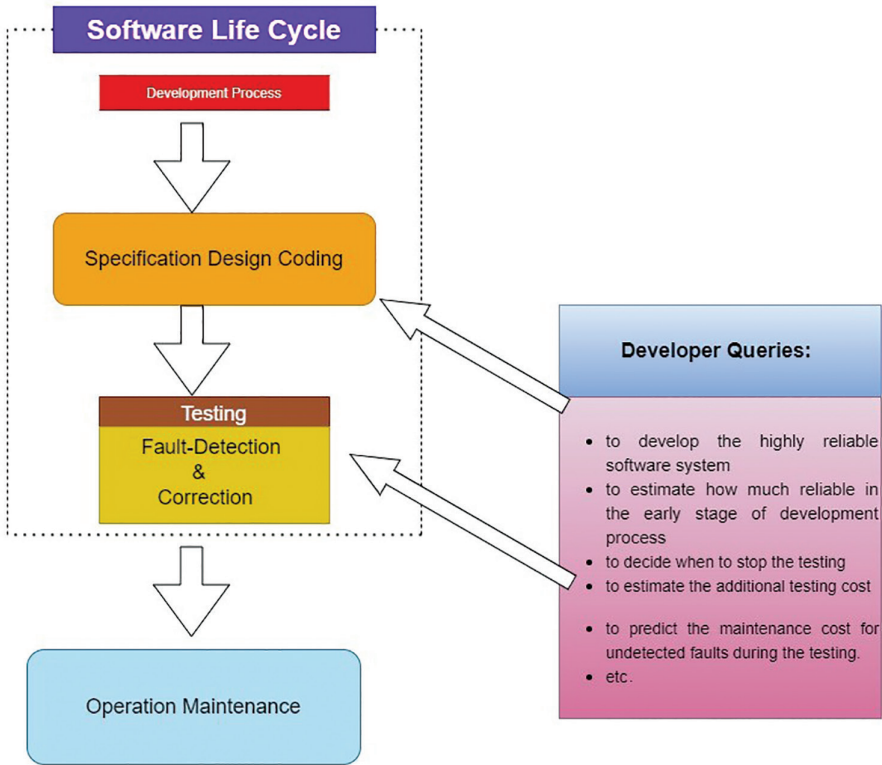 Software Life Cycle
Development Process
Specification Design Coding
Testing
Fault-Detection
&
Correction
Operation Maintenance
Developer Queries:
• to develop the highly reliable
software system
• to estimate how much reliable in
the early stage of development
process
• to decide when to stop the testing
• to estimate the additional testing cost
• to predict the maintenance cost for
undetected faults during the testing.
• etc.